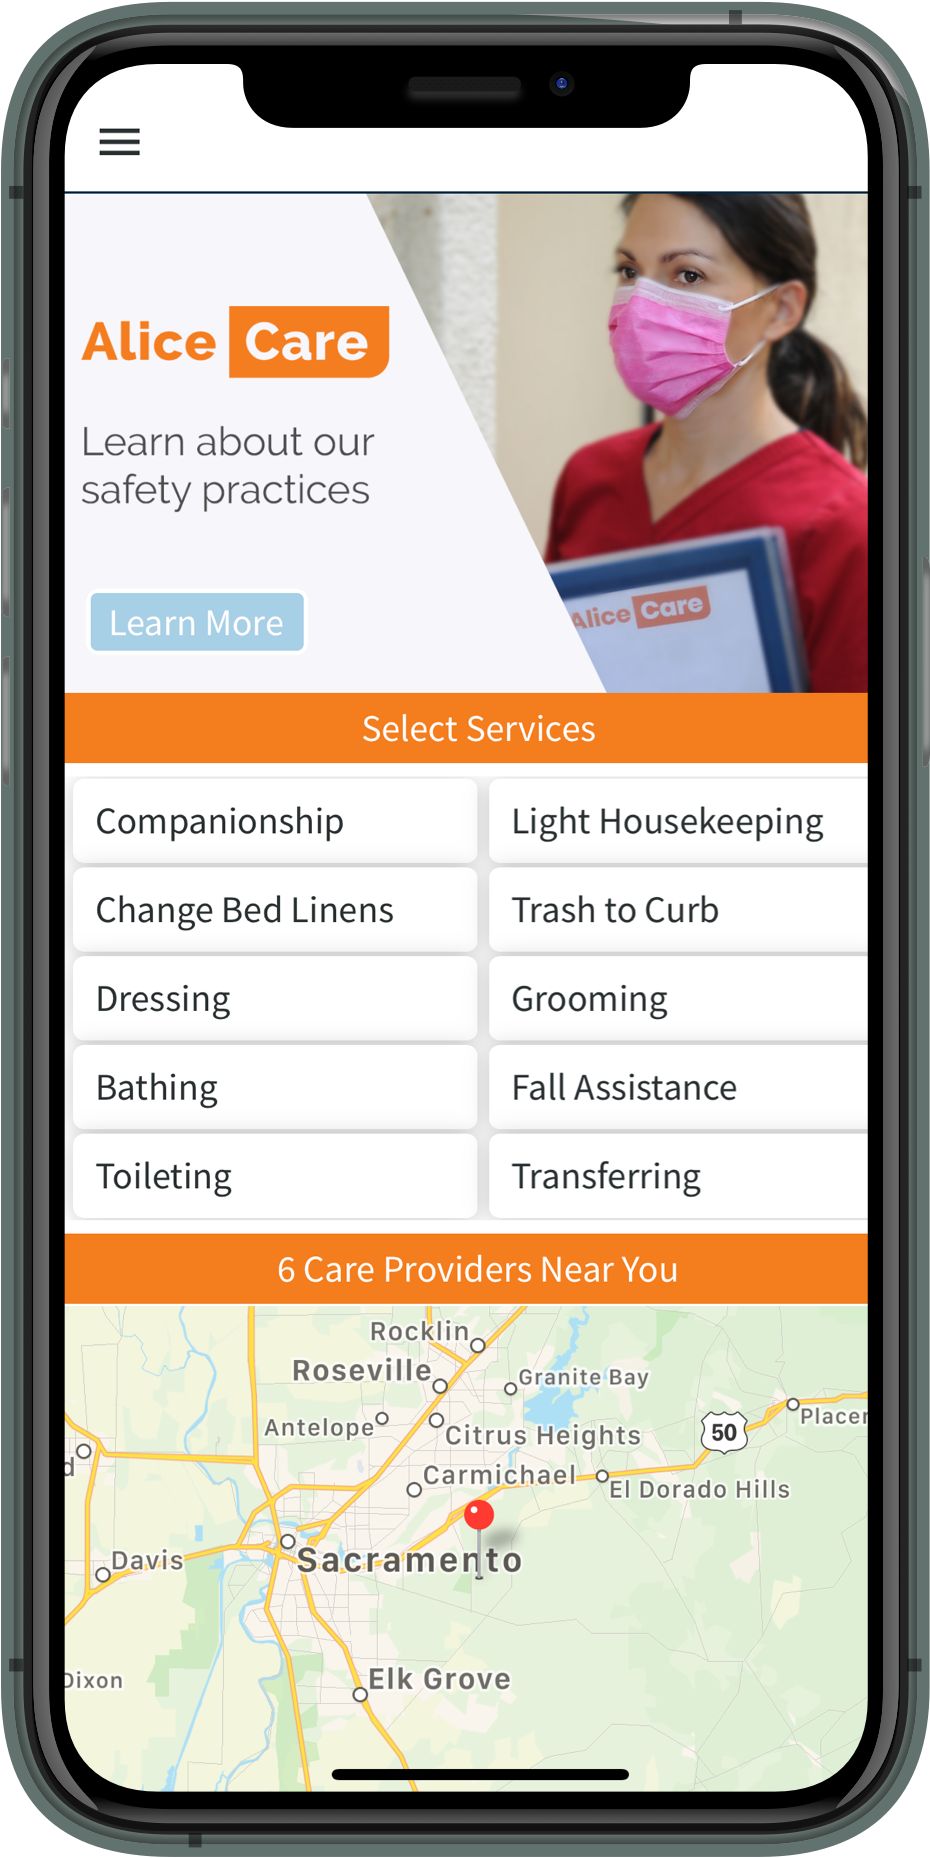 Alice Care
Learn about our
safety practices
Learn More
Alice Care
Select Services
Companionship
Light Housekeeping
Change Bed Linens
Trash to Curb
Dressing
Grooming
Bathing
Fall Assistance
Toileting
Transferring
6 Care Providers Near You
Rocklin
Roseville
Granite Bay
Antelope
Citrus Heights
50
Placer
d
Carmichael
El Dorado Hills
Sacramento
Davis
Dixon
Elk Grove